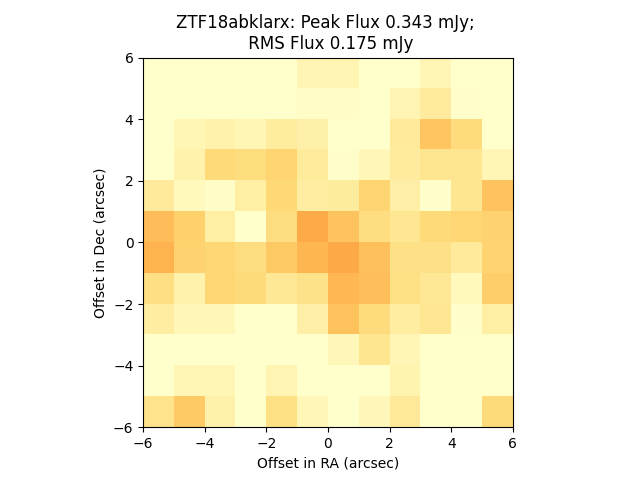 ZTF18abklarx: Peak Flux 0.343 mJy;
RMS Flux 0.175 mJy
6
4
2
0
−2
−4
−6
Offset in Dec (arcsec)
−6 −4 −2 0 2 4 6
Offset in RA (arcsec)